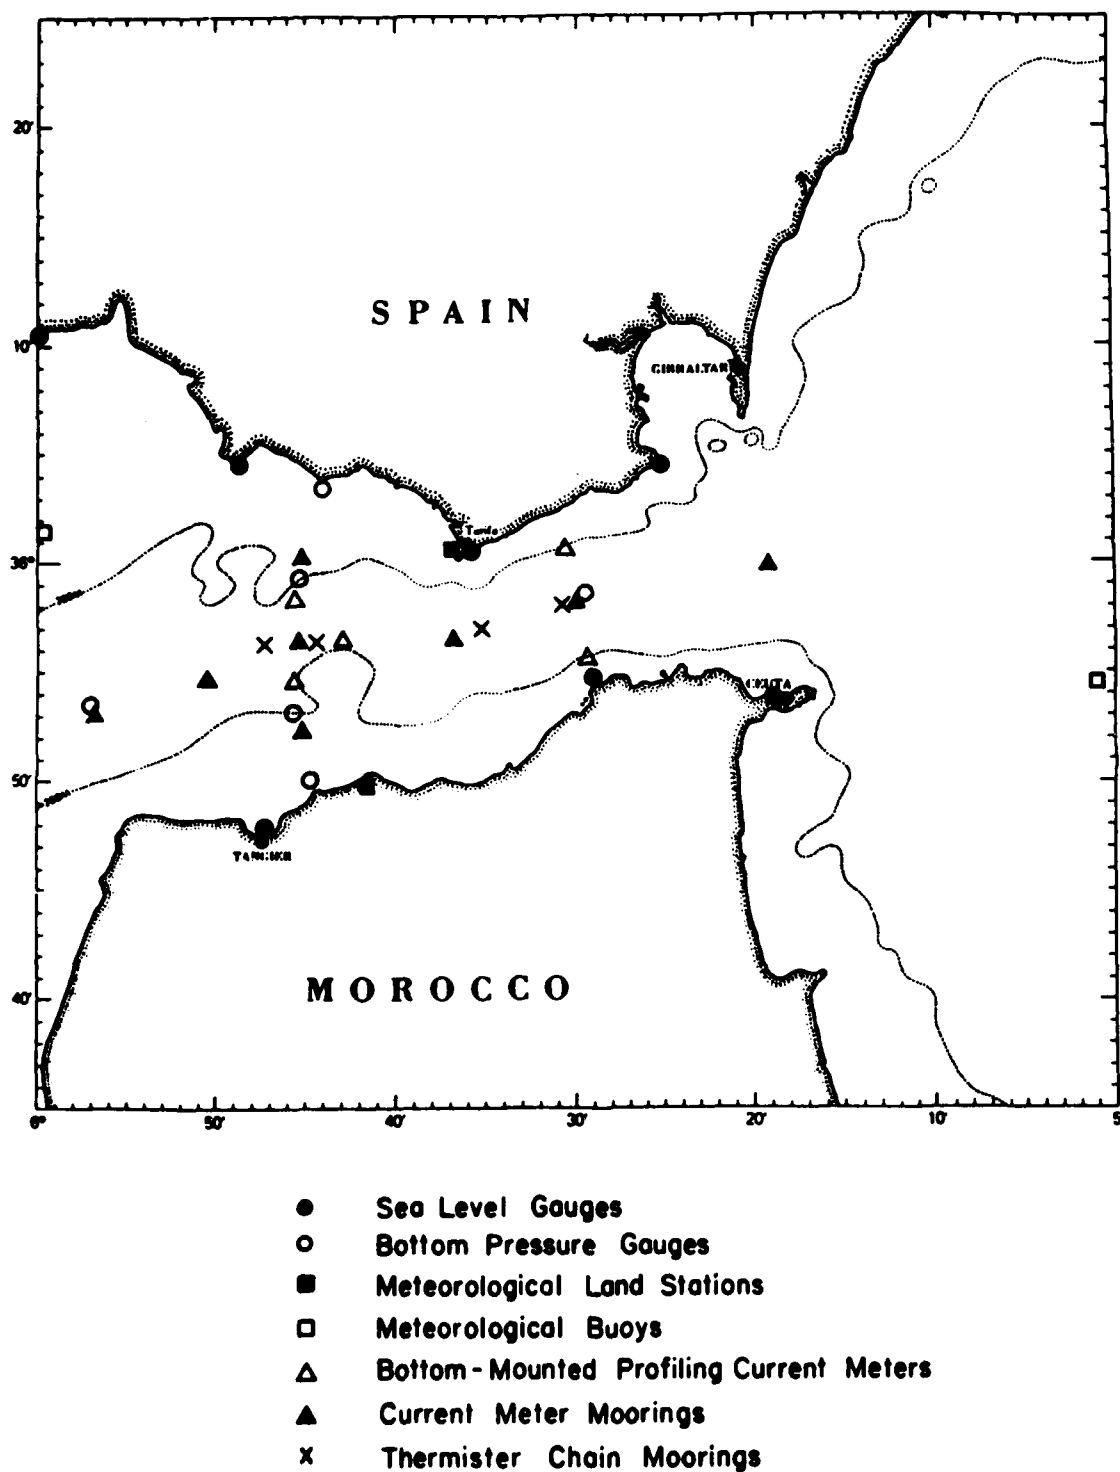 20'
SPAIN
10'
GIBRALTAR
Tarifa
36°
CEUTA
50'
TANGIER
MOROCCO
40'
6° 50' 40' 30' 20' 10' 5
Sea Level Gauges
Bottom Pressure Gauges
Meteorological Land Stations
Meteorological Buoys
Bottom-Mounted Profiling Current Meters
Current Meter Moorings
Thermister Chain Moorings